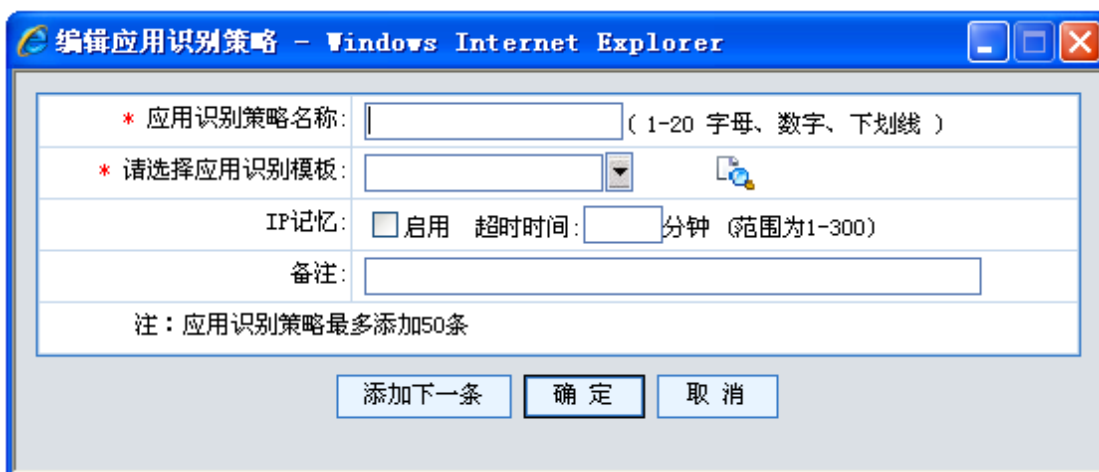 编辑应用识别策略 - Windows Internet Explorer
* 应用识别策略名称: ( 1-20 字母、数字、下划线 )
* 请选择应用识别模板:
IP记忆: 启用 超时时间: 分钟 (范围为1-300)
备注:
注：应用识别策略最多添加50条
添加下一条 确 定 取 消